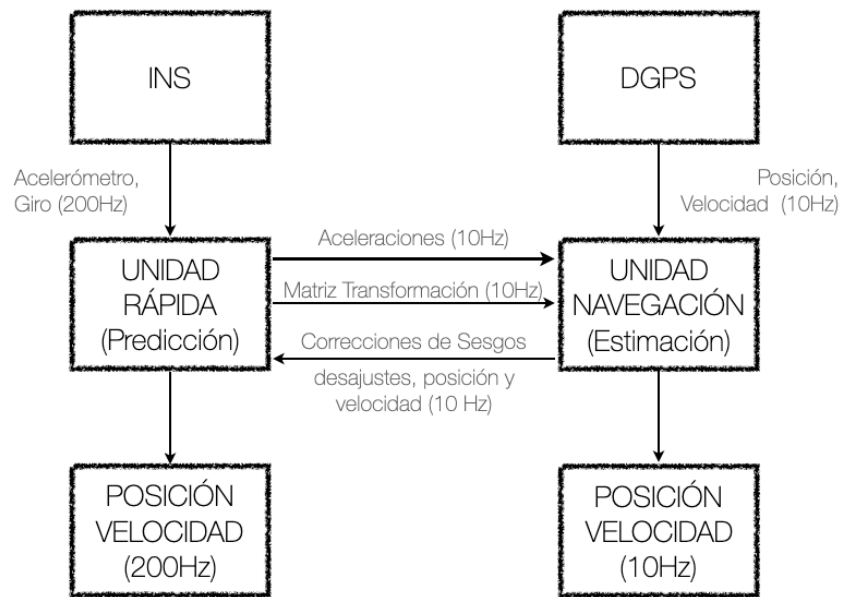 INS
DGPS
Acelerómetro,
Giro (200Hz)
Posición,
Velocidad (10Hz)
UNIDAD
RÁPIDA
(Predicción)
Aceleraciones (10Hz)
Matriz Transformación (10Hz)
Correcciones de Sesgos
desajustes, posición y
velocidad (10 Hz)
UNIDAD
NAVEGACIÓN
(Estimación)
POSICIÓN
VELOCIDAD
(200Hz)
POSICIÓN
VELOCIDAD
(10Hz)